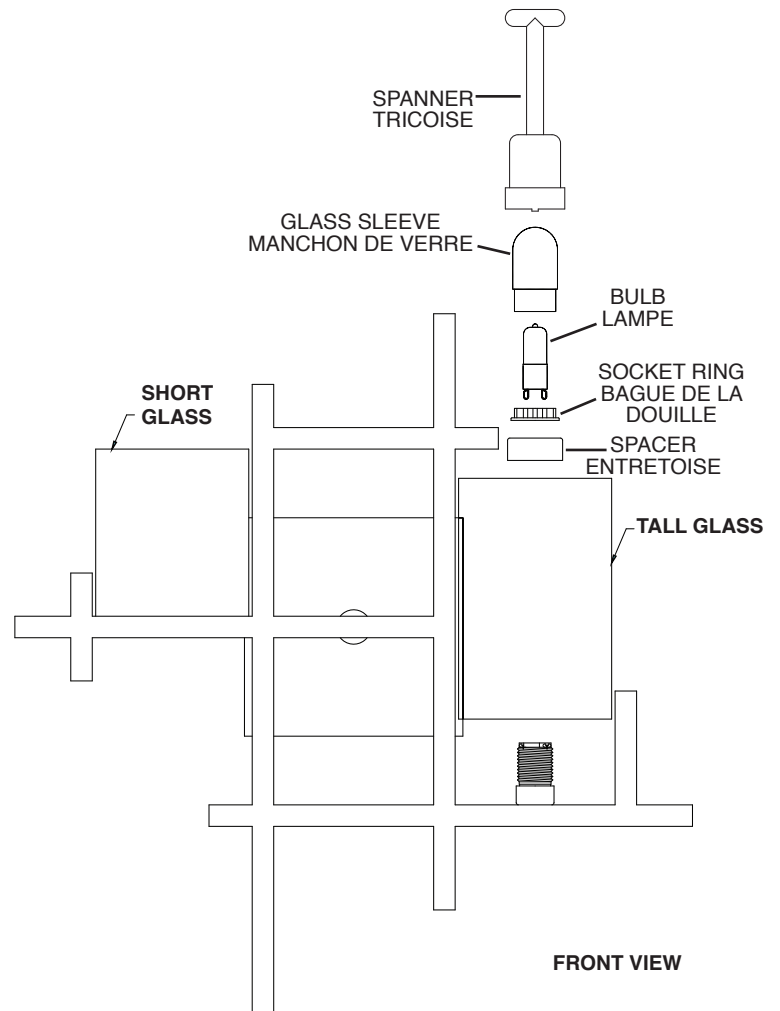 SPANNER
TRICOISE
GLASS SLEEVE
MANCHON DE VERRE
BULB
LAMPE
SOCKET RING
BAGUE DE LA
DOUILLE
SHORT
GLASS
SPACER
ENTRETOISE
TALL GLASS
FRONT VIEW